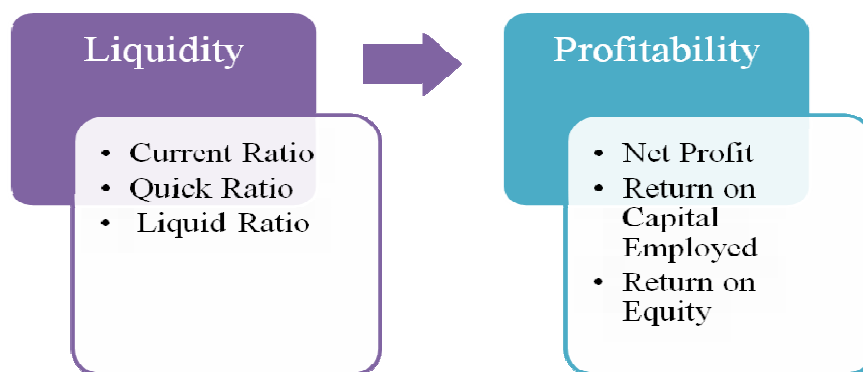 Liquidity
• Current Ratio
• Quick Ratio
• Liquid Ratio
Profitability
• Net Profit
• Return on
Capital
Employed
• Return on
Equity